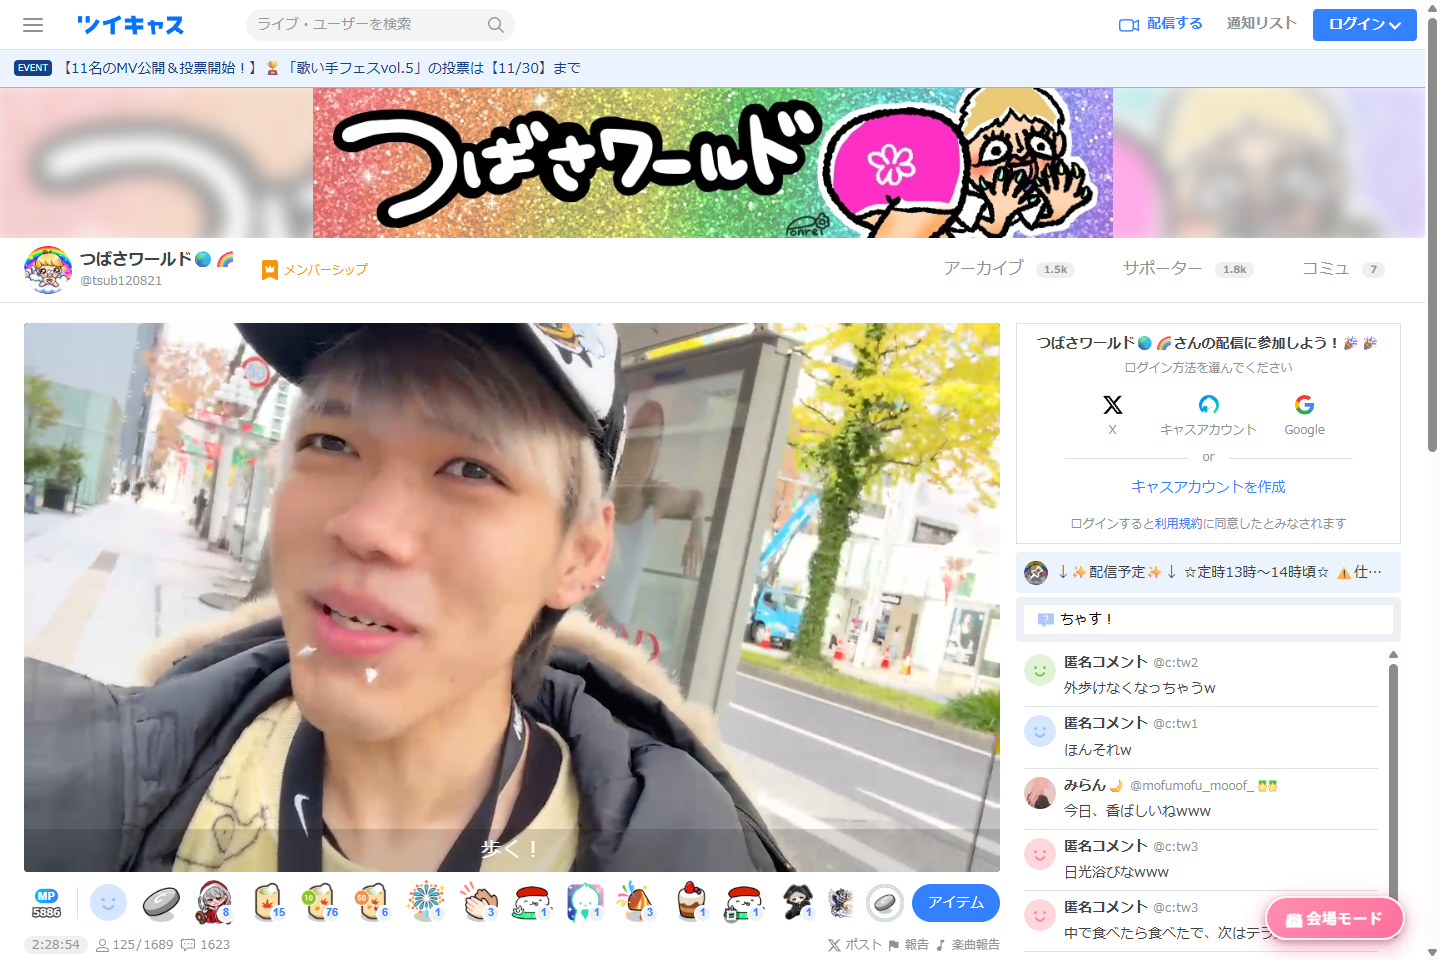 ツイキャス
ライブ・ユーザーを検索
配信する
通知リスト
ログイン
EVENT 【11名のMV公開＆投票開始！】🏆「歌い手フェスvol.5」の投票は【11/30】まで
つばさワールド
つばさワールド🌏🌈
@tsub120821
メンバーシップ
アーカイブ 1.5k
サポーター 1.8k
コミュ 7
歩く！
つばさワールド🌏🌈さんの配信に参加しよう！🎉🎉
ログイン方法を選んでください
X
キャスアカウント
Google
or
キャスアカウントを作成
ログインすると利用規約に同意したとみなされます
↓✨配信予定✨↓ ☆定時13時～14時頃☆ ⚠️仕…
ちゃす！
匿名コメント @c:tw2
外歩けなくなっちゃうw
匿名コメント @c:tw1
ほんそれw
みらん🌙 @mofumofu_mooof_🍍🍍
今日、香ばしいねwww
匿名コメント @c:tw3
日光浴びなwww
匿名コメント @c:tw3
中で食べたら食べたで、次はテラ
会場モード
MP
5886
8
10
15
76
50
6
1
3
1
1
3
1
1
1
アイテム
2:28:54
125 / 1689
1623
ポスト
報告
楽曲報告